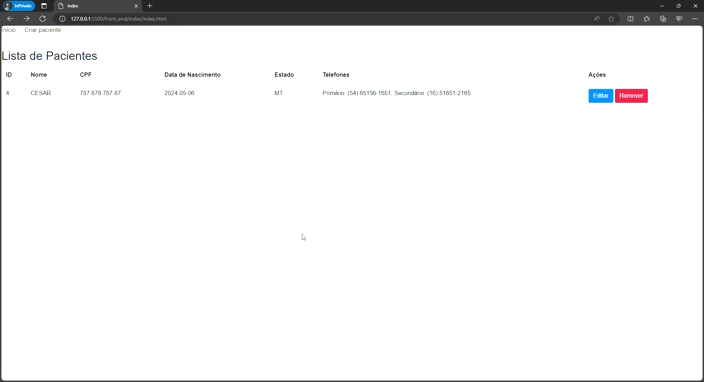 InPrivate Index
127.0.0.1:5500/front_end/index/index.html
Início Criar paciente
Lista de Pacientes
ID Nome CPF Data de Nascimento Estado Telefones Ações
4 CESAR 787 878 787-87 2024-05-06 MT Primário (54) 65156-1651, Secundário (16) 51651-2165 Editar Remover